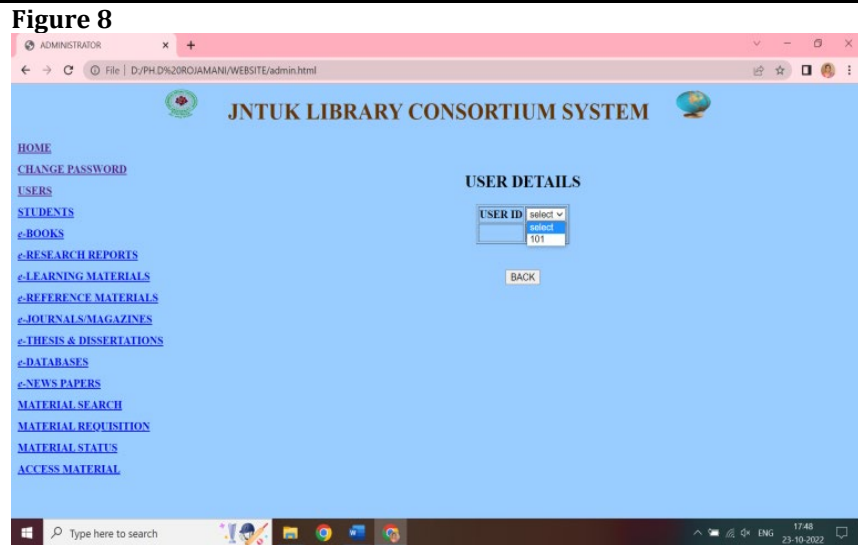 Figure 8
ADMINISTRATOR
File | D:/PH.D%20ROJAMANI/WEBSITE/admin.html
JNTUK LIBRARY CONSORTIUM SYSTEM
HOME
CHANGE PASSWORD
USERS
STUDENTS
e-BOOKS
e-RESEARCH REPORTS
e-LEARNING MATERIALS
e-REFERENCE MATERIALS
e-JOURNALS/MAGAZINES
e-THESIS & DISSERTATIONS
e-DATABASES
e-NEWS PAPERS
MATERIAL SEARCH
MATERIAL REQUISITION
MATERIAL STATUS
ACCESS MATERIAL
USER DETAILS
USER ID select
select
101
BACK
Type here to search
ENG
17:48
23-10-2022